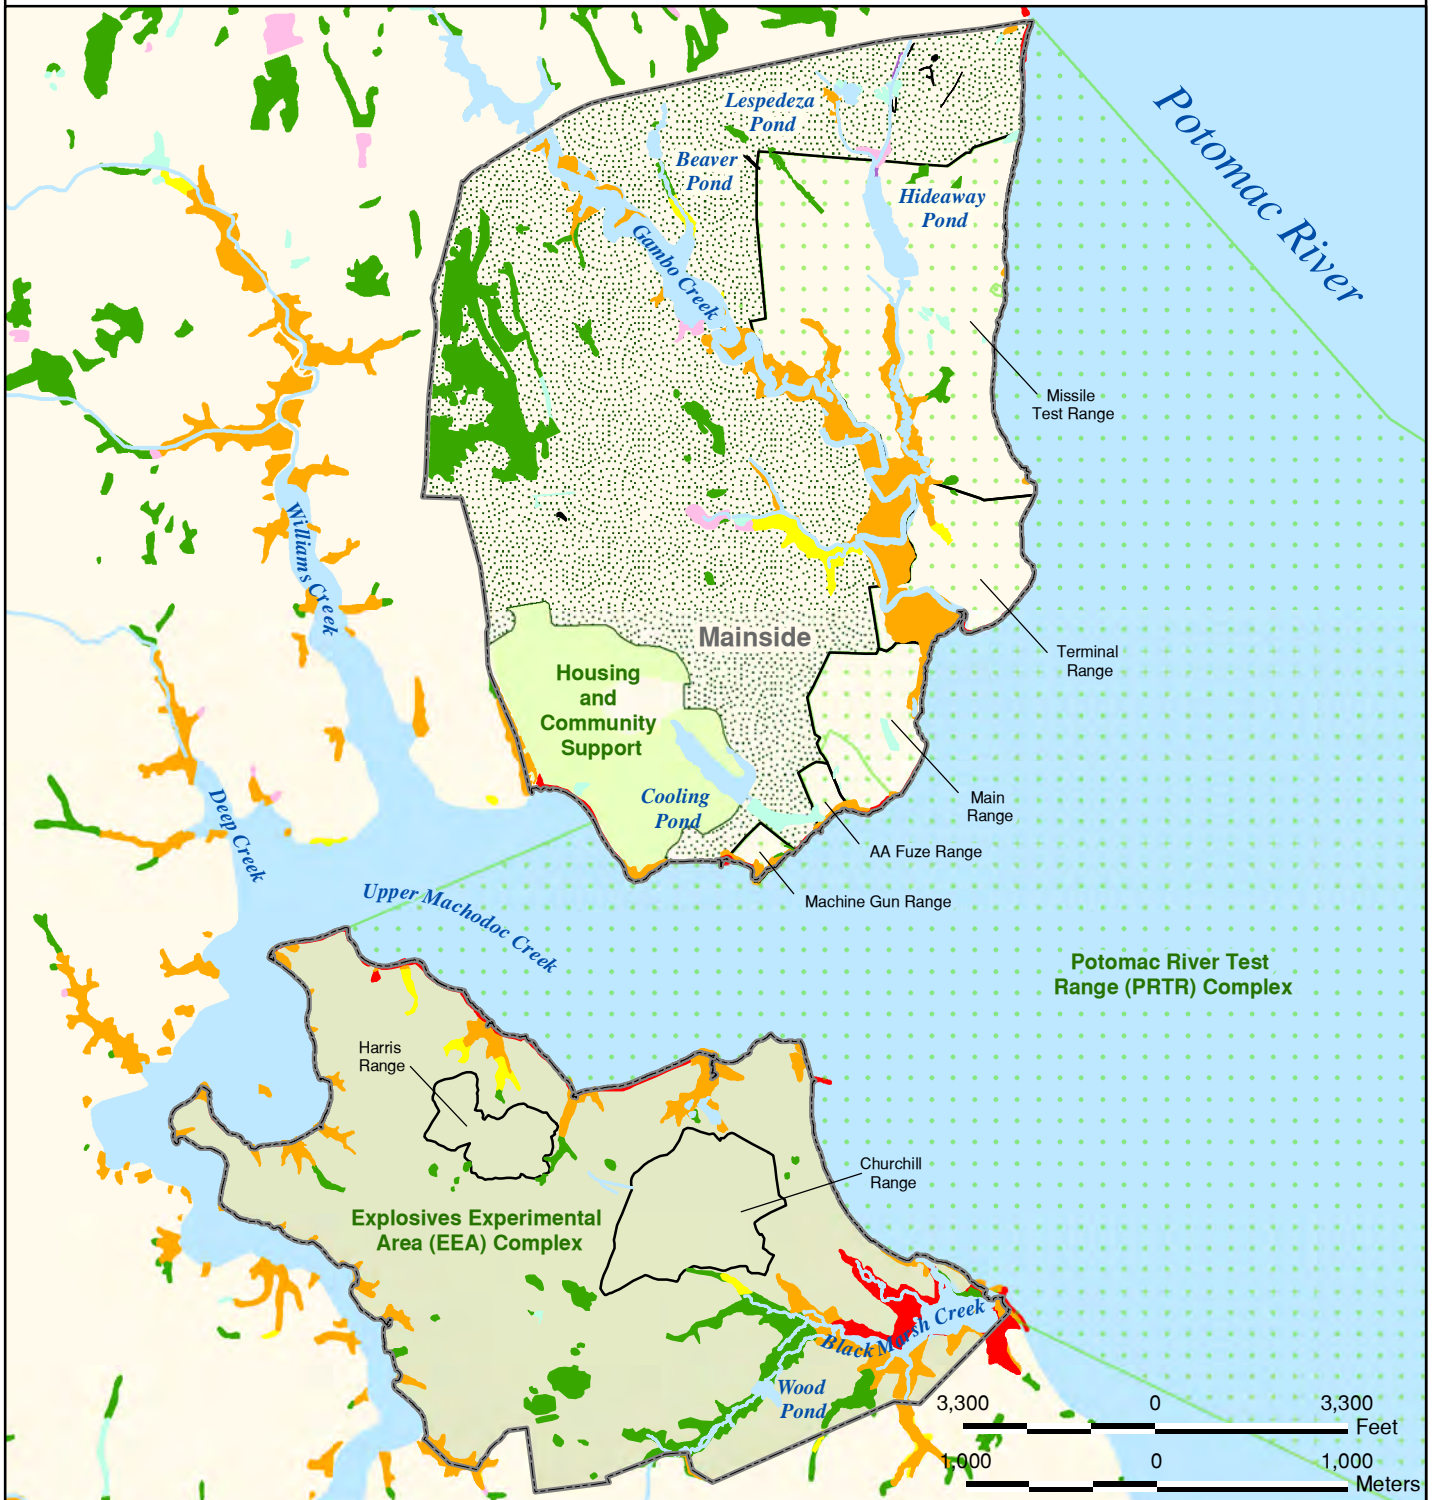 Potomac River
Lespedeza
Pond
Beaver
Pond
Hideaway
Pond
Gambo Creek
Missile
Test Range
Williams Creek
Mainside
Terminal
Range
Housing
and
Community
Support
Cooling
Pond
Deep Creek
Main
Range
AA Fuze Range
Machine Gun Range
Upper Machodoc Creek
Potomac River Test
Range (PRTR) Complex
Harris
Range
Churchill
Range
Explosives Experimental
Area (EEA) Complex
Black Marsh Creek
Wood
Pond
3,300 0 3,300
Feet
1,000 0 1,000
Meters